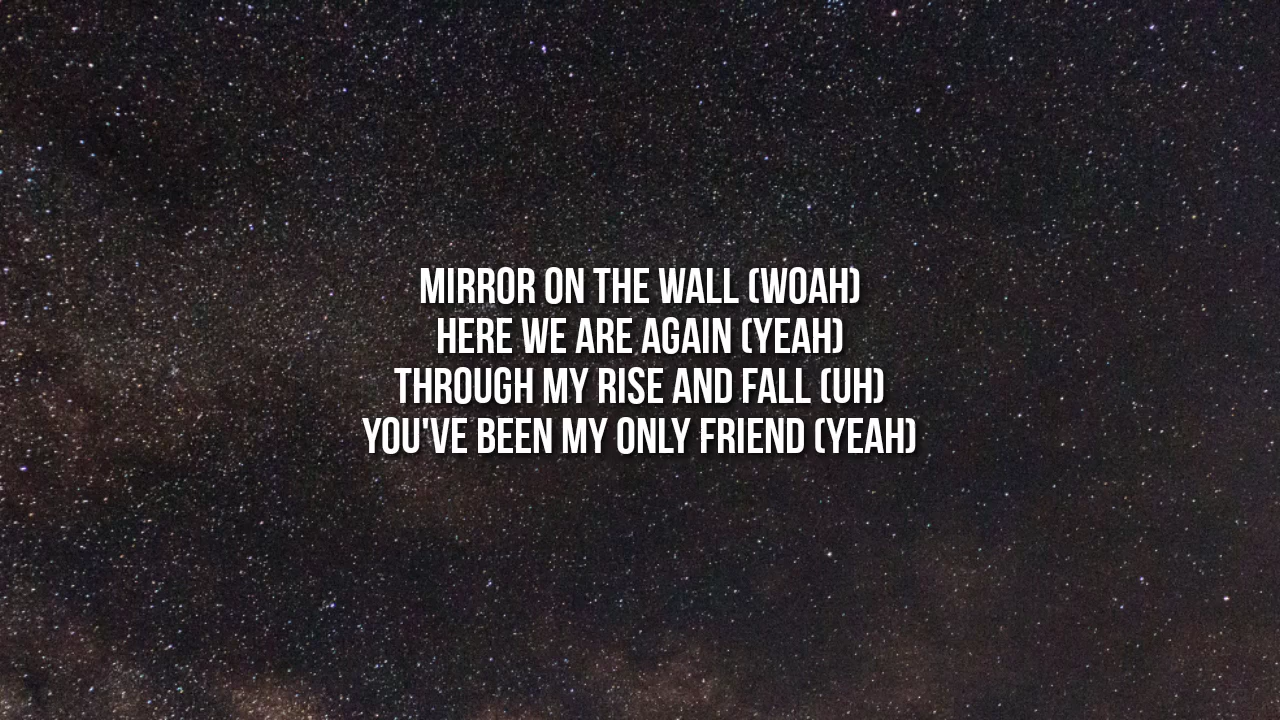 MIRROR ON THE WALL (WOAH)
HERE WE ARE AGAIN (YEAH)
THROUGH MY RISE AND FALL (UH)
YOU'VE BEEN MY ONLY FRIEND (YEAH)